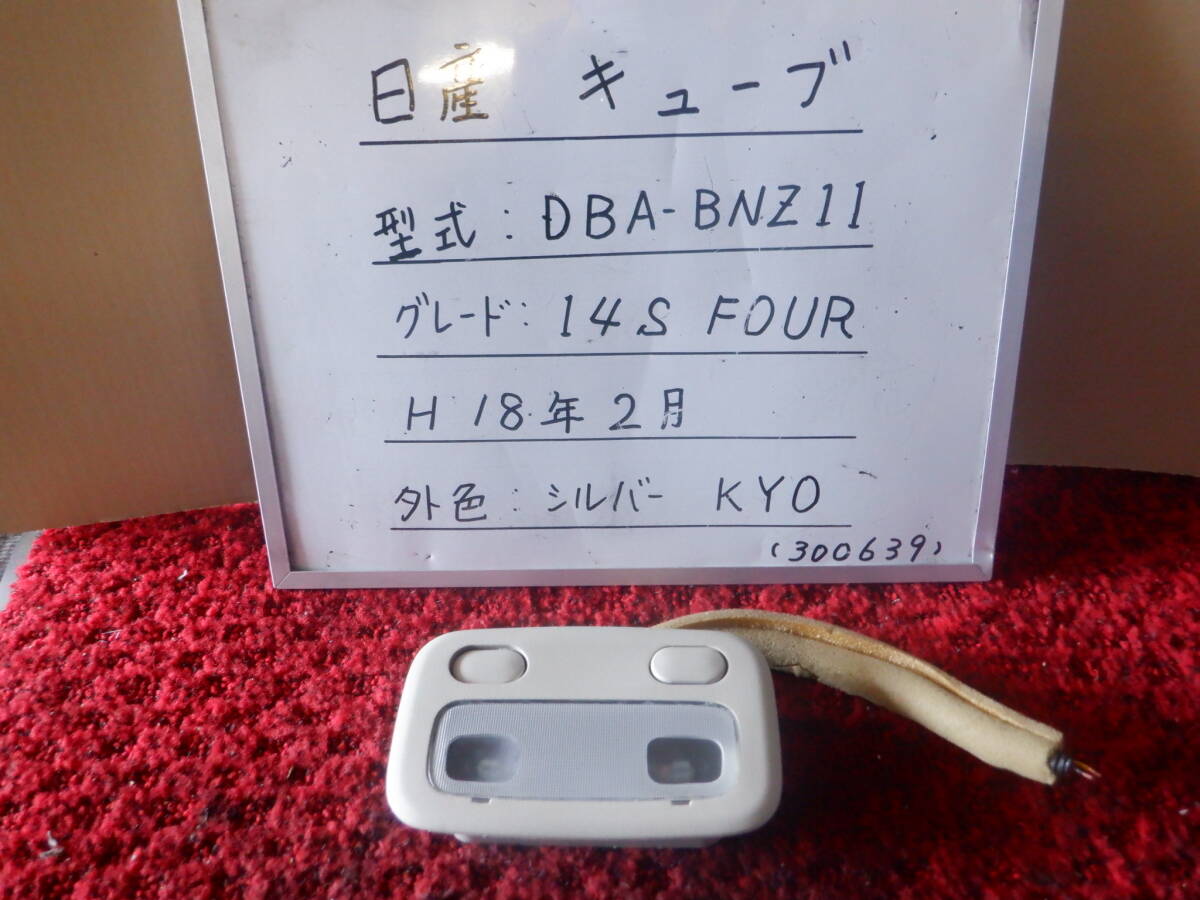 日産 キューブ
型式：DBA-BNZ11
グレード：14S FOUR
H18年2月
外色：シルバー KYO
(300639)